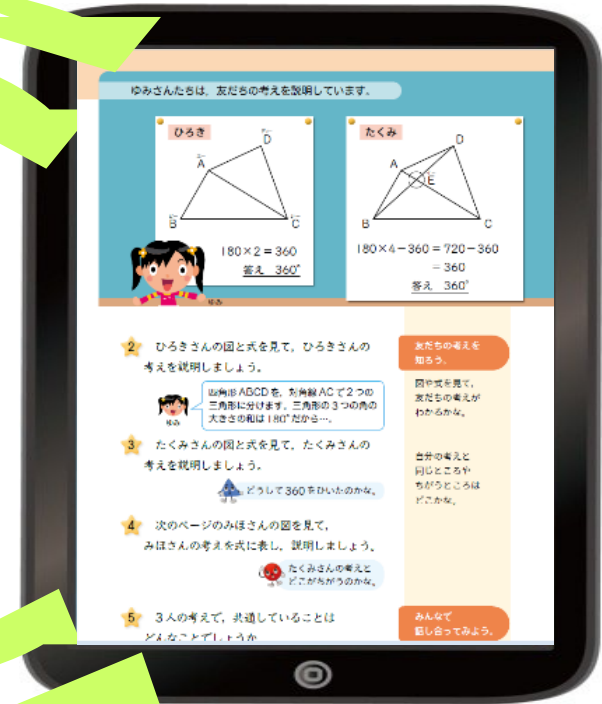 ゆみさんたちは，友だちの考えを説明しています。
ひろき
A
D
B
C
180×2＝360
答え　360°
たくみ
A
D
E
B
C
180×4－360＝720－360
＝360
答え　360°
ゆみ
2　ひろきさんの図と式を見て，ひろきさんの
考えを説明しましょう。
四角形ABCDを，対角線ACで2つの
三角形に分けます。三角形の3つの角の
大きさの和は180°だから…。
ゆみ
3　たくみさんの図と式を見て，たくみさんの
考えを説明しましょう。
どうして360をひいたのかな。
4　次のページのみほさんの図を見て，
みほさんの考えを式に表し，説明しましょう。
たくみさんの考えと
どこがちがうのかな。
5　3人の考えで，共通していることは
どんなことでしょうか
友だちの考えを
知ろう。
図や式を見て，
友だちの考えが
わかるかな。
自分の考えと
同じところや
ちがうところは
どこかな。
みんなで
話し合ってみよう。